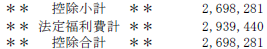 ** 控除小計 ** 2,698,281
** 法定福利費計 ** 2,939,440
** 控除合計 ** 2,698,281